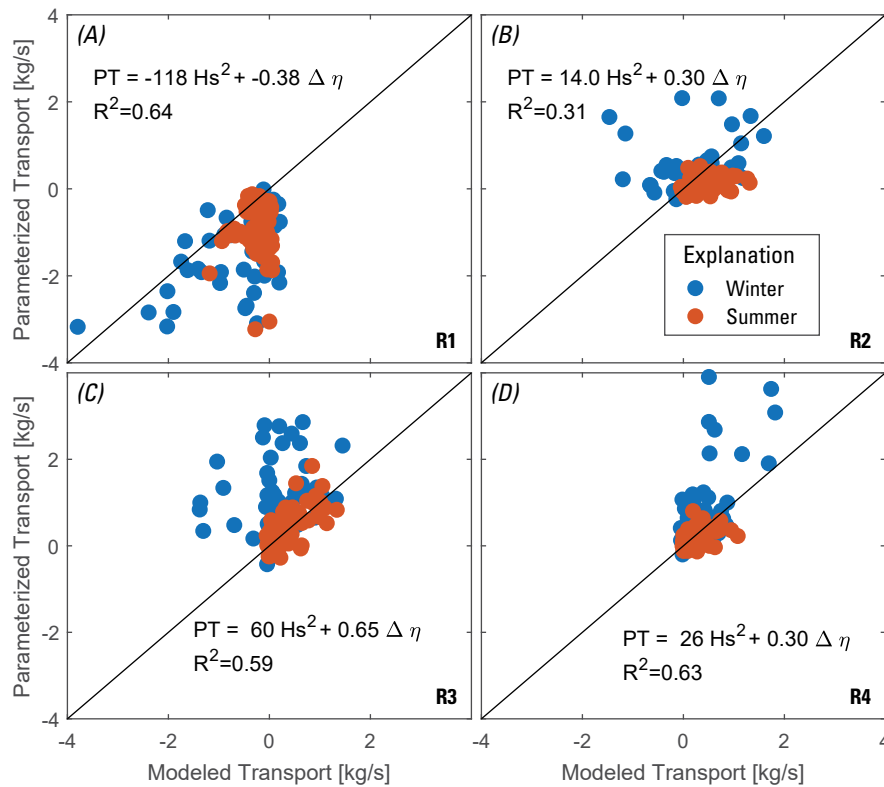 (A)
PT = -118 Hs² + -0.38 Δ η
R²=0.64
R1
(B)
PT = 14.0 Hs² + 0.30 Δ η
R²=0.31
Explanation
Winter
Summer
R2
(C)
PT = 60 Hs² + 0.65 Δ η
R²=0.59
R3
(D)
PT = 26 Hs² + 0.30 Δ η
R²=0.63
R4
Parameterized Transport [kg/s]
4
2
0
-2
-4
Parameterized Transport [kg/s]
2
0
-2
-4
-4
-2
0
2
Modeled Transport [kg/s]
-4
-2
0
2
4
Modeled Transport [kg/s]